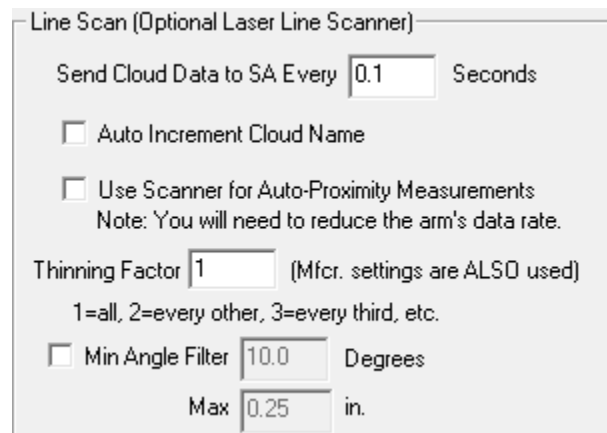 Line Scan (Optional Laser Line Scanner)
Send Cloud Data to SA Every 0.1 Seconds
Auto Increment Cloud Name
Use Scanner for Auto-Proximity Measurements
Note: You will need to reduce the arm's data rate.
Thinning Factor 1 (Mfcr. settings are ALSO used)
1=all, 2=every other, 3=every third, etc.
Min Angle Filter 10.0 Degrees
Max 0.25 in.